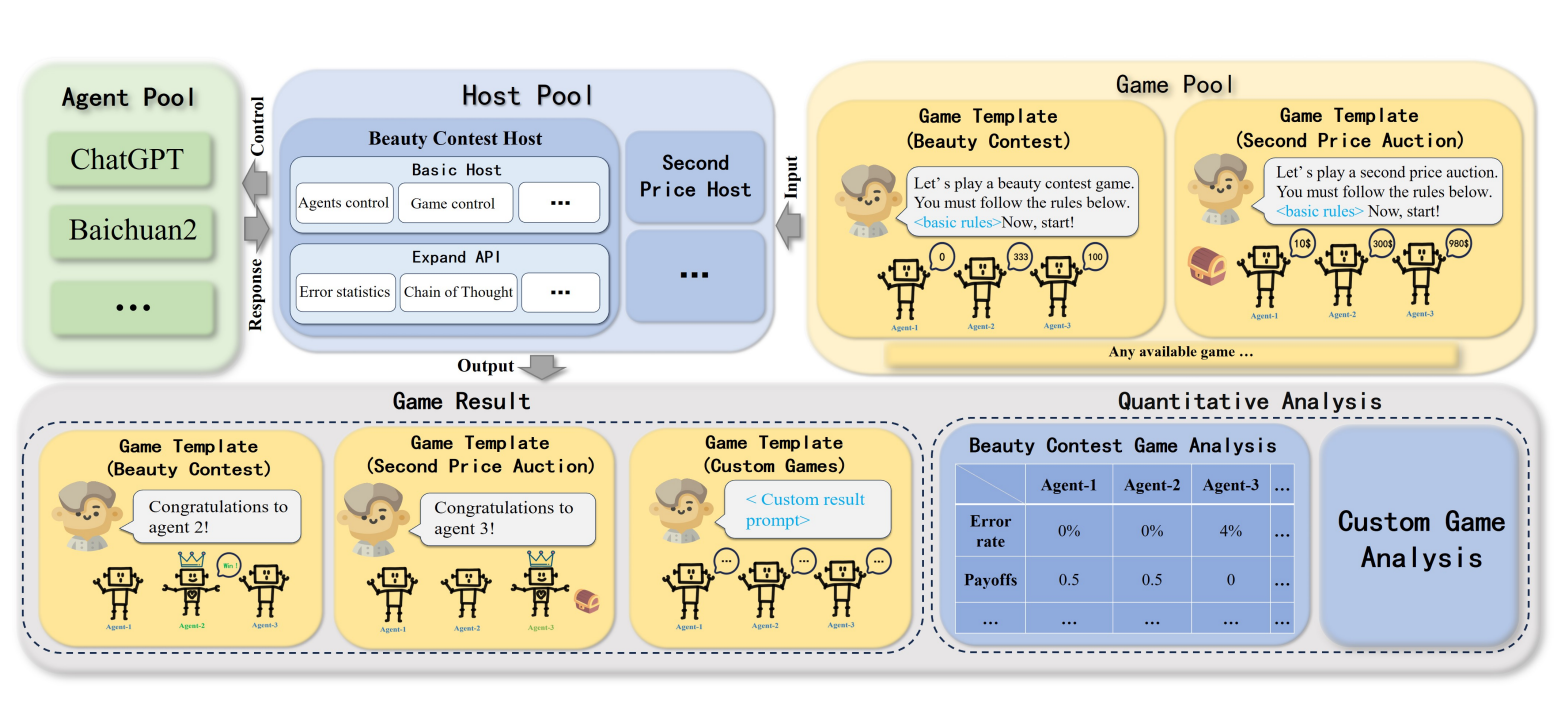 Agent Pool
ChatGPT
Baichuan2
...
Control
Response
Host Pool
Beauty Contest Host
Basic Host
Agents control
Game control
...
Expand API
Error statistics
Chain of Thought
...
Second
Price Host
...
Input
Output
Game Pool
Game Template
(Beauty Contest)
Let's play a beauty contest game.
You must follow the rules below.
<basic rules>Now, start!
0
333
100
Agent-1
Agent-2
Agent-3
Game Template
(Second Price Auction)
Let's play a second price auction.
You must follow the rules below.
<basic rules> Now, start!
10$
300$
980$
Agent-1
Agent-2
Agent-3
Any available game ...
Game Result
Game Template
(Beauty Contest)
Congratulations to
agent 2!
Win !
Agent-1
Agent-2
Agent-3
Game Template
(Second Price Auction)
Congratulations to
agent 3!
Agent-1
Agent-2
Agent-3
Game Template
(Custom Games)
< Custom result
prompt>
...
...
...
Agent-1
Agent-2
Agent-3
Quantitative Analysis
Beauty Contest Game Analysis
Agent-1 Agent-2 Agent-3 ...
Error
rate
0% 0% 4% ...
Payoffs 0.5 0.5 0 ...
... ... ... ... ...
Custom Game
Analysis